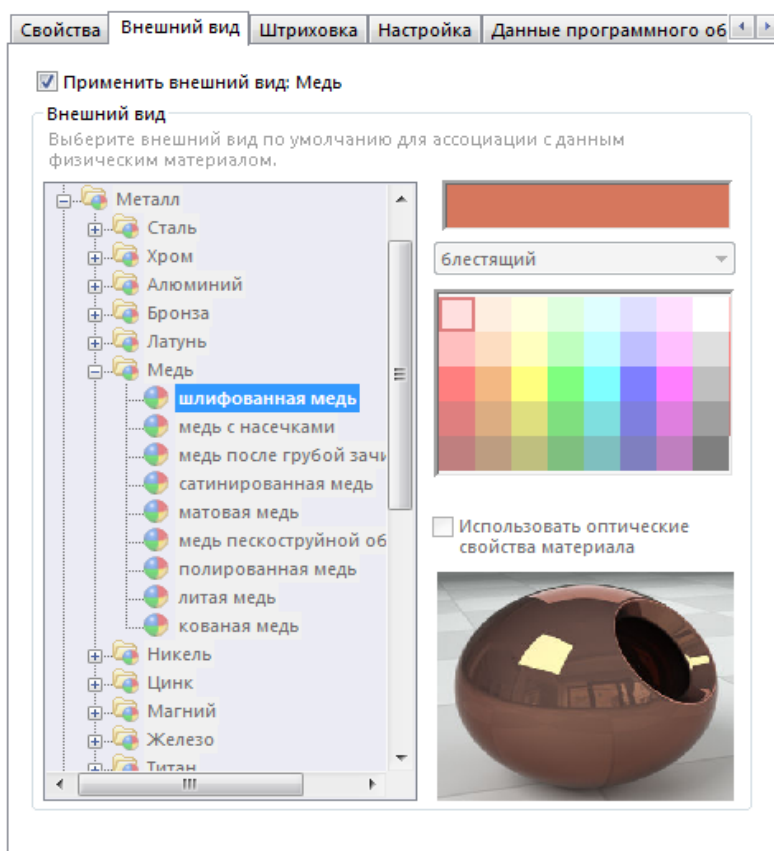 Свойства Внешний вид Штриховка Настройка Данные программного об
Применить внешний вид: Медь
Внешний вид
Выберите внешний вид по умолчанию для ассоциации с данным
физическим материалом.
Металл
Сталь
Хром
Алюминий
Бронза
Латунь
Медь
шлифованная медь
медь с насечками
медь после грубой зачи
сатинированная медь
матовая медь
медь пескоструйной об
полированная медь
литая медь
кованая медь
Никель
Цинк
Магний
Железо
Титан
блестящий
Использовать оптические
свойства материала